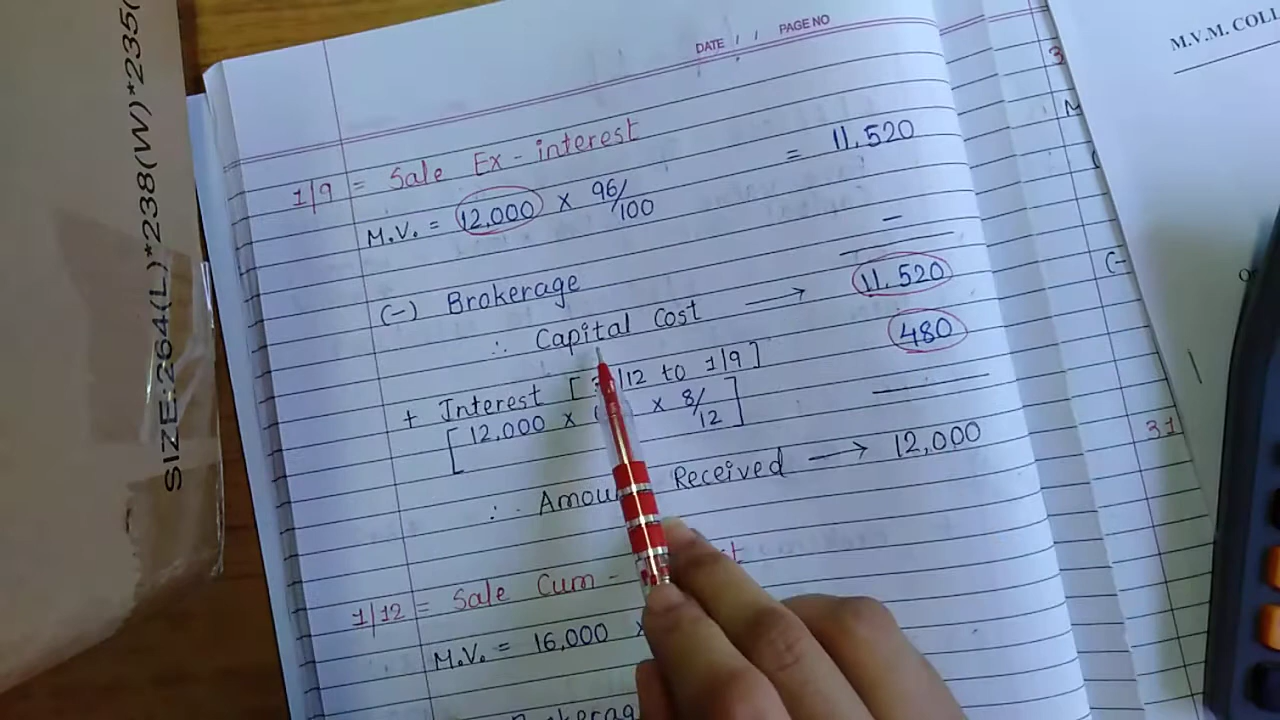 DATE / / PAGE NO
1/9 = Sale Ex - interest
M.V. = 12,000 × 96/100 = 11,520
(-) Brokerage –
∴ Capital Cost → 11,520
+ Interest [ /12 to 1/9 ] 480
[ 12,000 × × 8/12 ]
∴ Amou Received → 12,000
1/12 = Sale Cum -
M.V. = 16,000 ×
SIZE:264(L)*238(W)*235(
M.V.M. COLL
31
(-